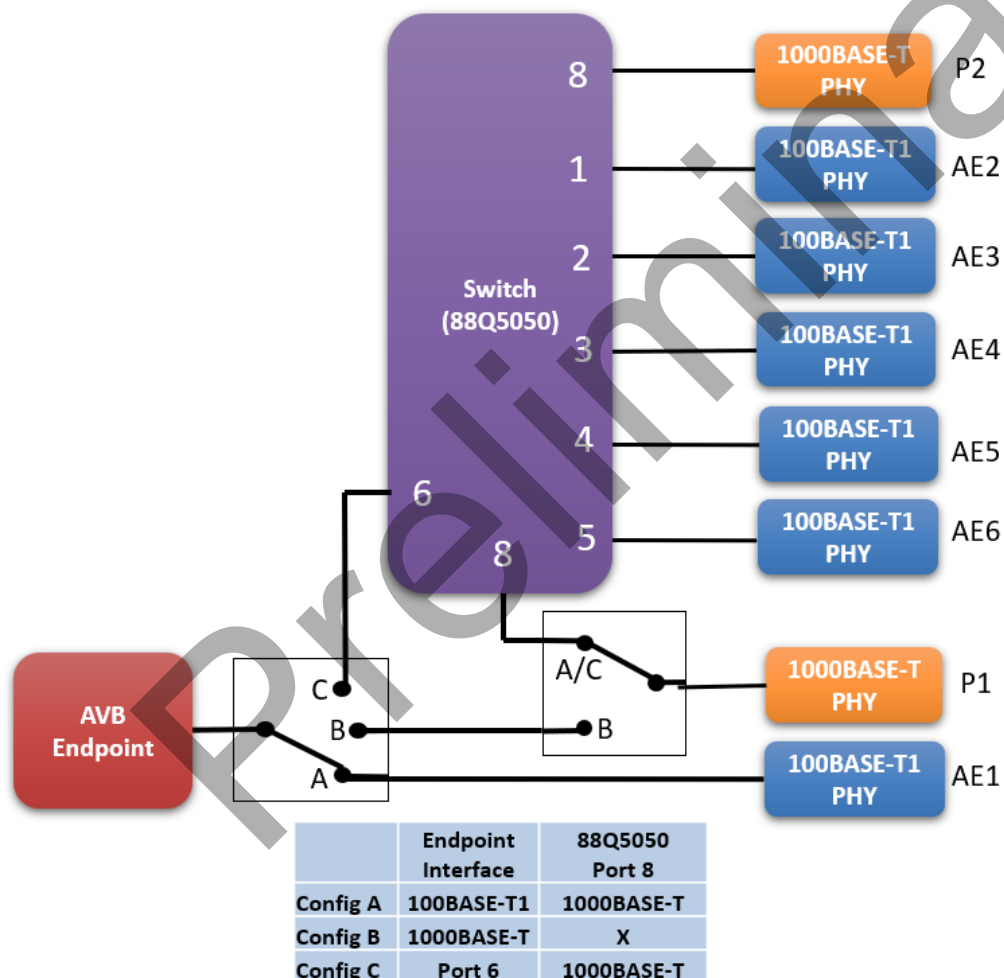 8
1000BASE-T
PHY
P2
1
100BASE-T1
PHY
AE2
2
100BASE-T1
PHY
AE3
Switch
(88Q5050)
3
100BASE-T1
PHY
AE4
4
100BASE-T1
PHY
AE5
6
5
100BASE-T1
PHY
AE6
8
A/C
C
1000BASE-T
PHY
P1
AVB
Endpoint
B
B
A
100BASE-T1
PHY
AE1
Endpoint
Interface
88Q5050
Port 8
Config A 100BASE-T1 1000BASE-T
Config B 1000BASE-T X
Config C Port 6 1000BASE-T
Prelimina